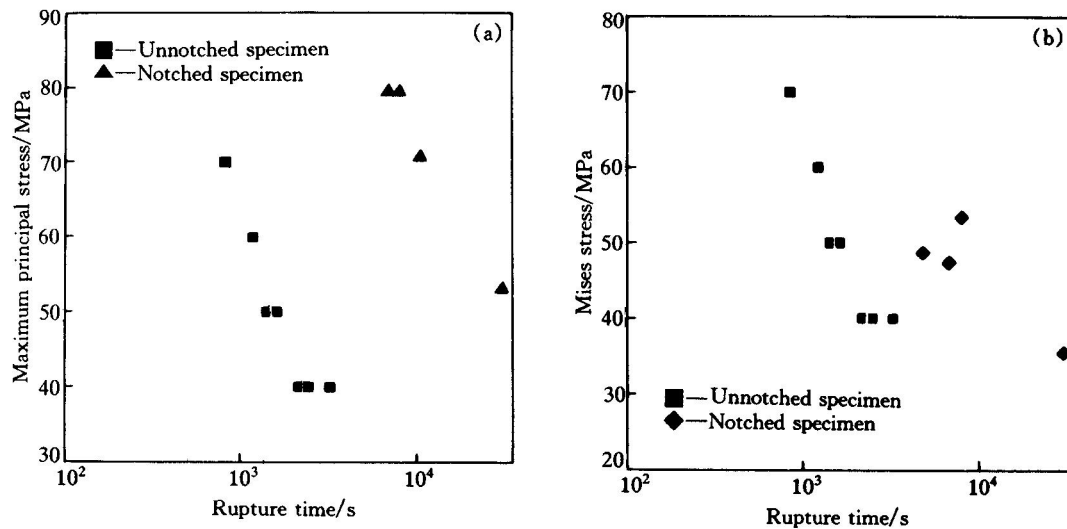 (a)
■—Unnotched specimen
▲—Notched specimen
Maximum principal stress/MPa
90
80
70
60
50
40
30
10²
10³
10⁴
Rupture time/s
(b)
Mises stress/MPa
80
70
60
50
40
30
20
■—Unnotched specimen
◆—Notched specimen
10²
10³
10⁴
Rupture time/s